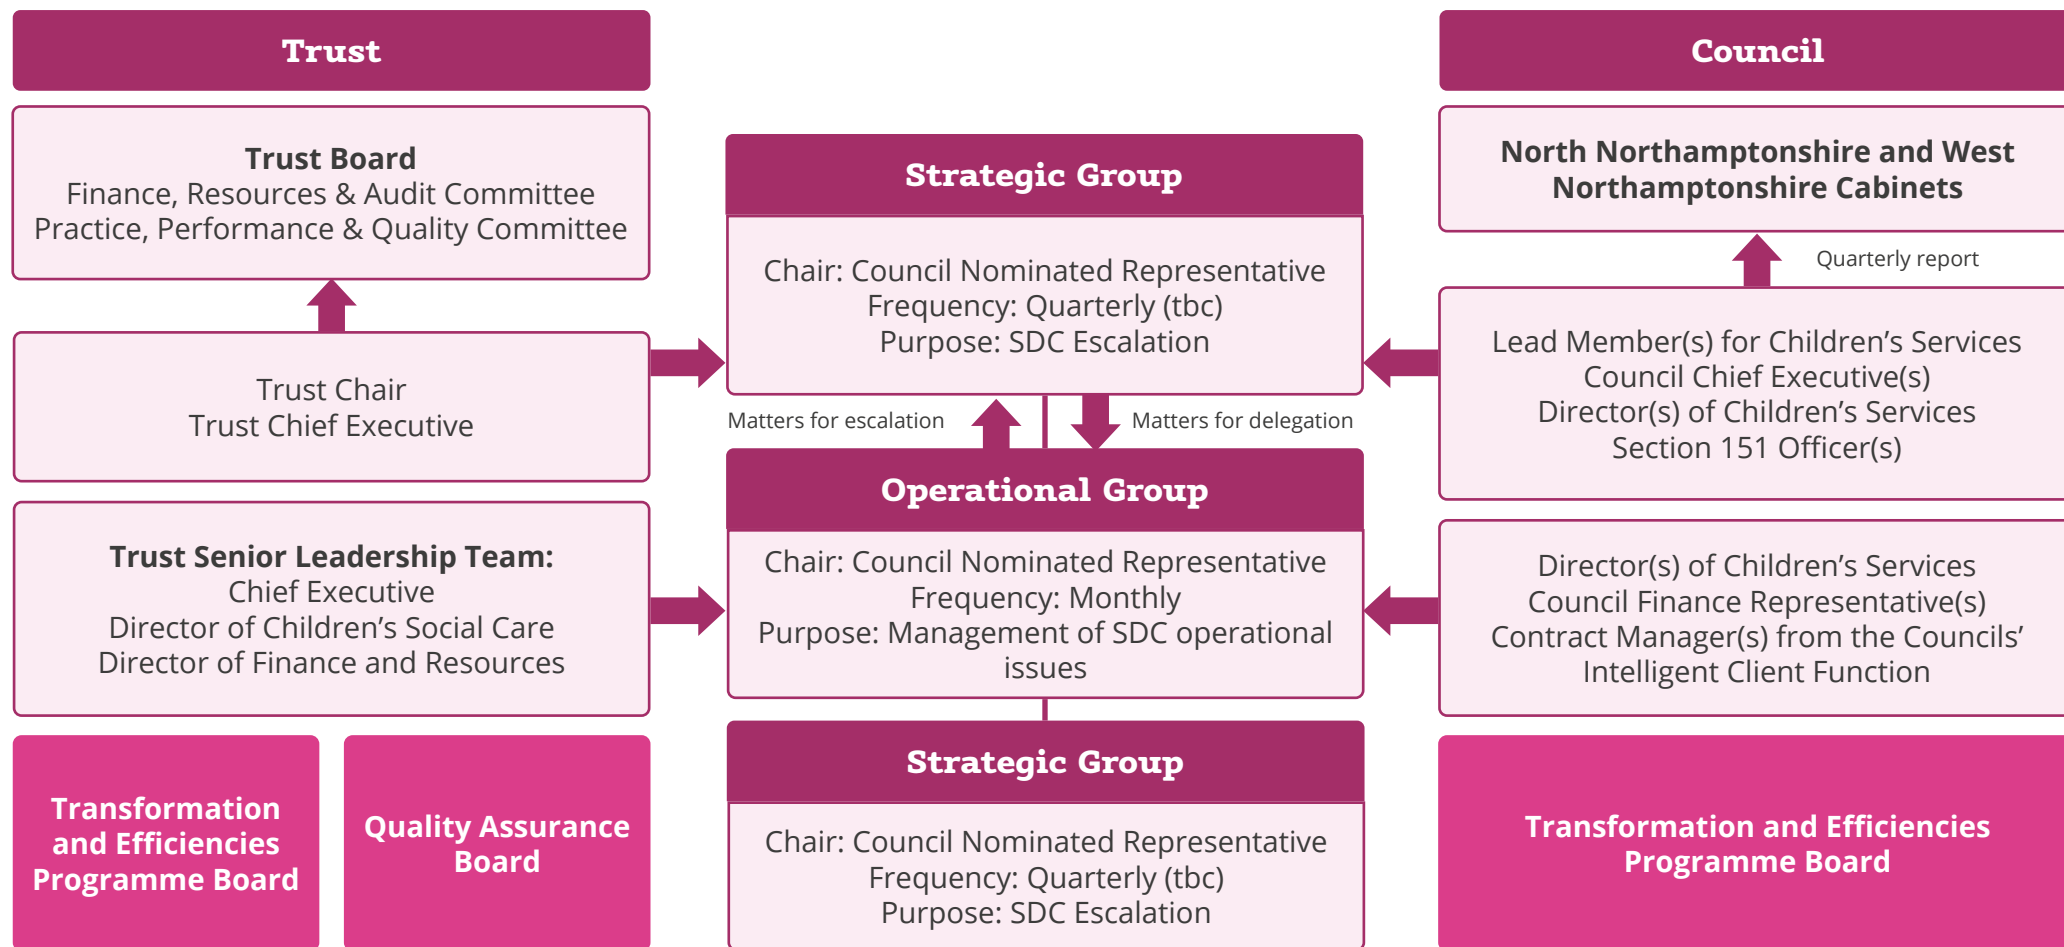 Trust
Trust Board
Finance, Resources & Audit Committee
Practice, Performance & Quality Committee
Trust Chair
Trust Chief Executive
Trust Senior Leadership Team:
Chief Executive
Director of Children's Social Care
Director of Finance and Resources
Transformation
and Efficiencies
Programme Board
Quality Assurance
Board
Strategic Group
Chair: Council Nominated Representative
Frequency: Quarterly (tbc)
Purpose: SDC Escalation
Matters for escalation
Matters for delegation
Operational Group
Chair: Council Nominated Representative
Frequency: Monthly
Purpose: Management of SDC operational
issues
Strategic Group
Chair: Council Nominated Representative
Frequency: Quarterly (tbc)
Purpose: SDC Escalation
Council
North Northamptonshire and West
Northamptonshire Cabinets
Quarterly report
Lead Member(s) for Children’s Services
Council Chief Executive(s)
Director(s) of Children’s Services
Section 151 Officer(s)
Director(s) of Children’s Services
Council Finance Representative(s)
Contract Manager(s) from the Councils’
Intelligent Client Function
Transformation and Efficiencies
Programme Board